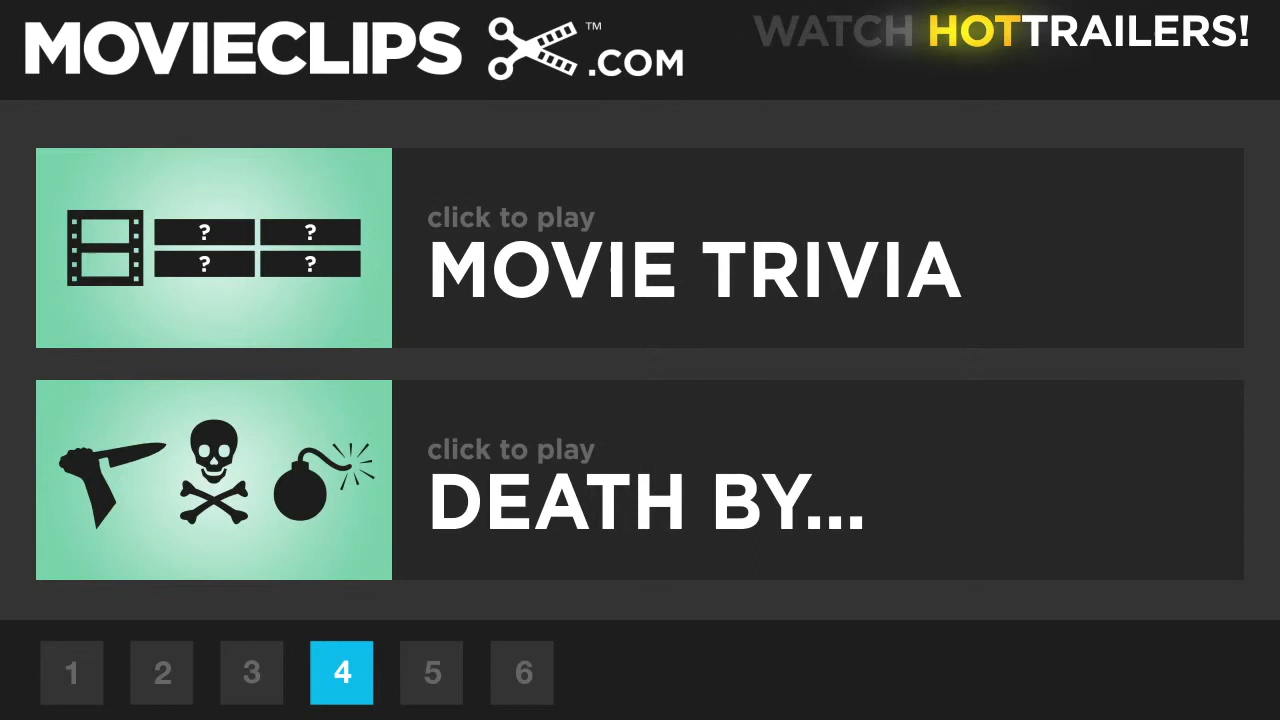 MOVIECLIPS ™ .COM
WATCH HOTTRAILERS!
? ?
? ?
click to play
MOVIE TRIVIA
click to play
DEATH BY...
1 2 3 4 5 6